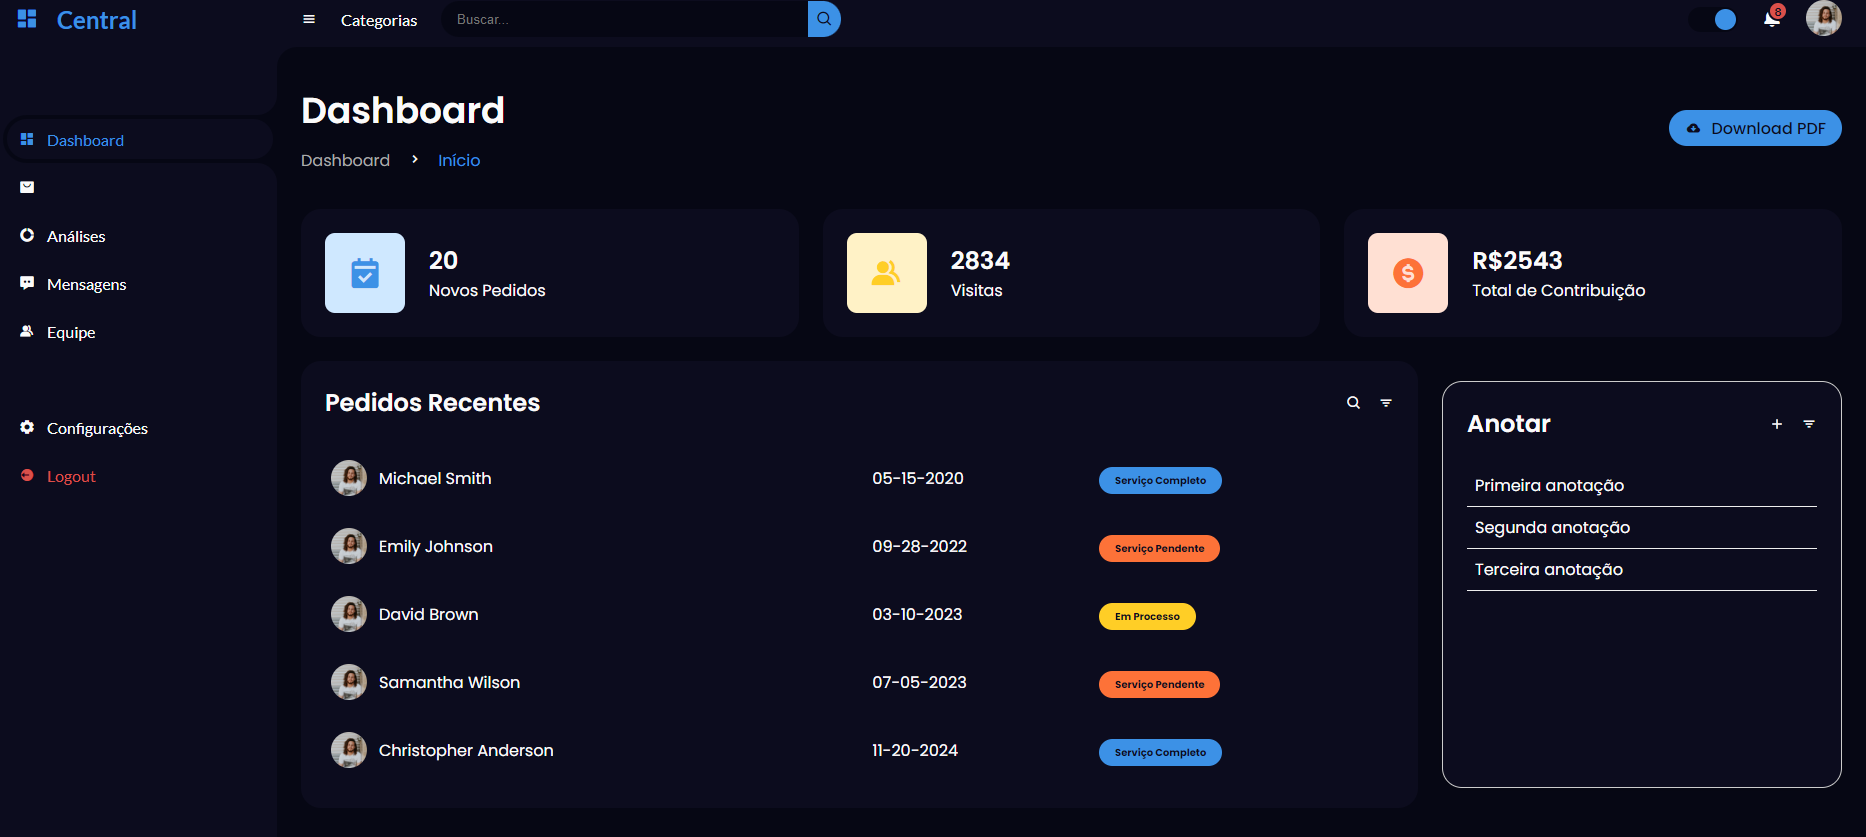 Central
Categorias
Buscar...
8
Dashboard
Análises
Mensagens
Equipe
Configurações
Logout
Dashboard
Dashboard
Início
Download PDF
20
Novos Pedidos
2834
Visitas
R$2543
Total de Contribuição
Pedidos Recentes
Michael Smith 05-15-2020 Serviço Completo
Emily Johnson 09-28-2022 Serviço Pendente
David Brown 03-10-2023 Em Processo
Samantha Wilson 07-05-2023 Serviço Pendente
Christopher Anderson 11-20-2024 Serviço Completo
Anotar
Primeira anotação
Segunda anotação
Terceira anotação